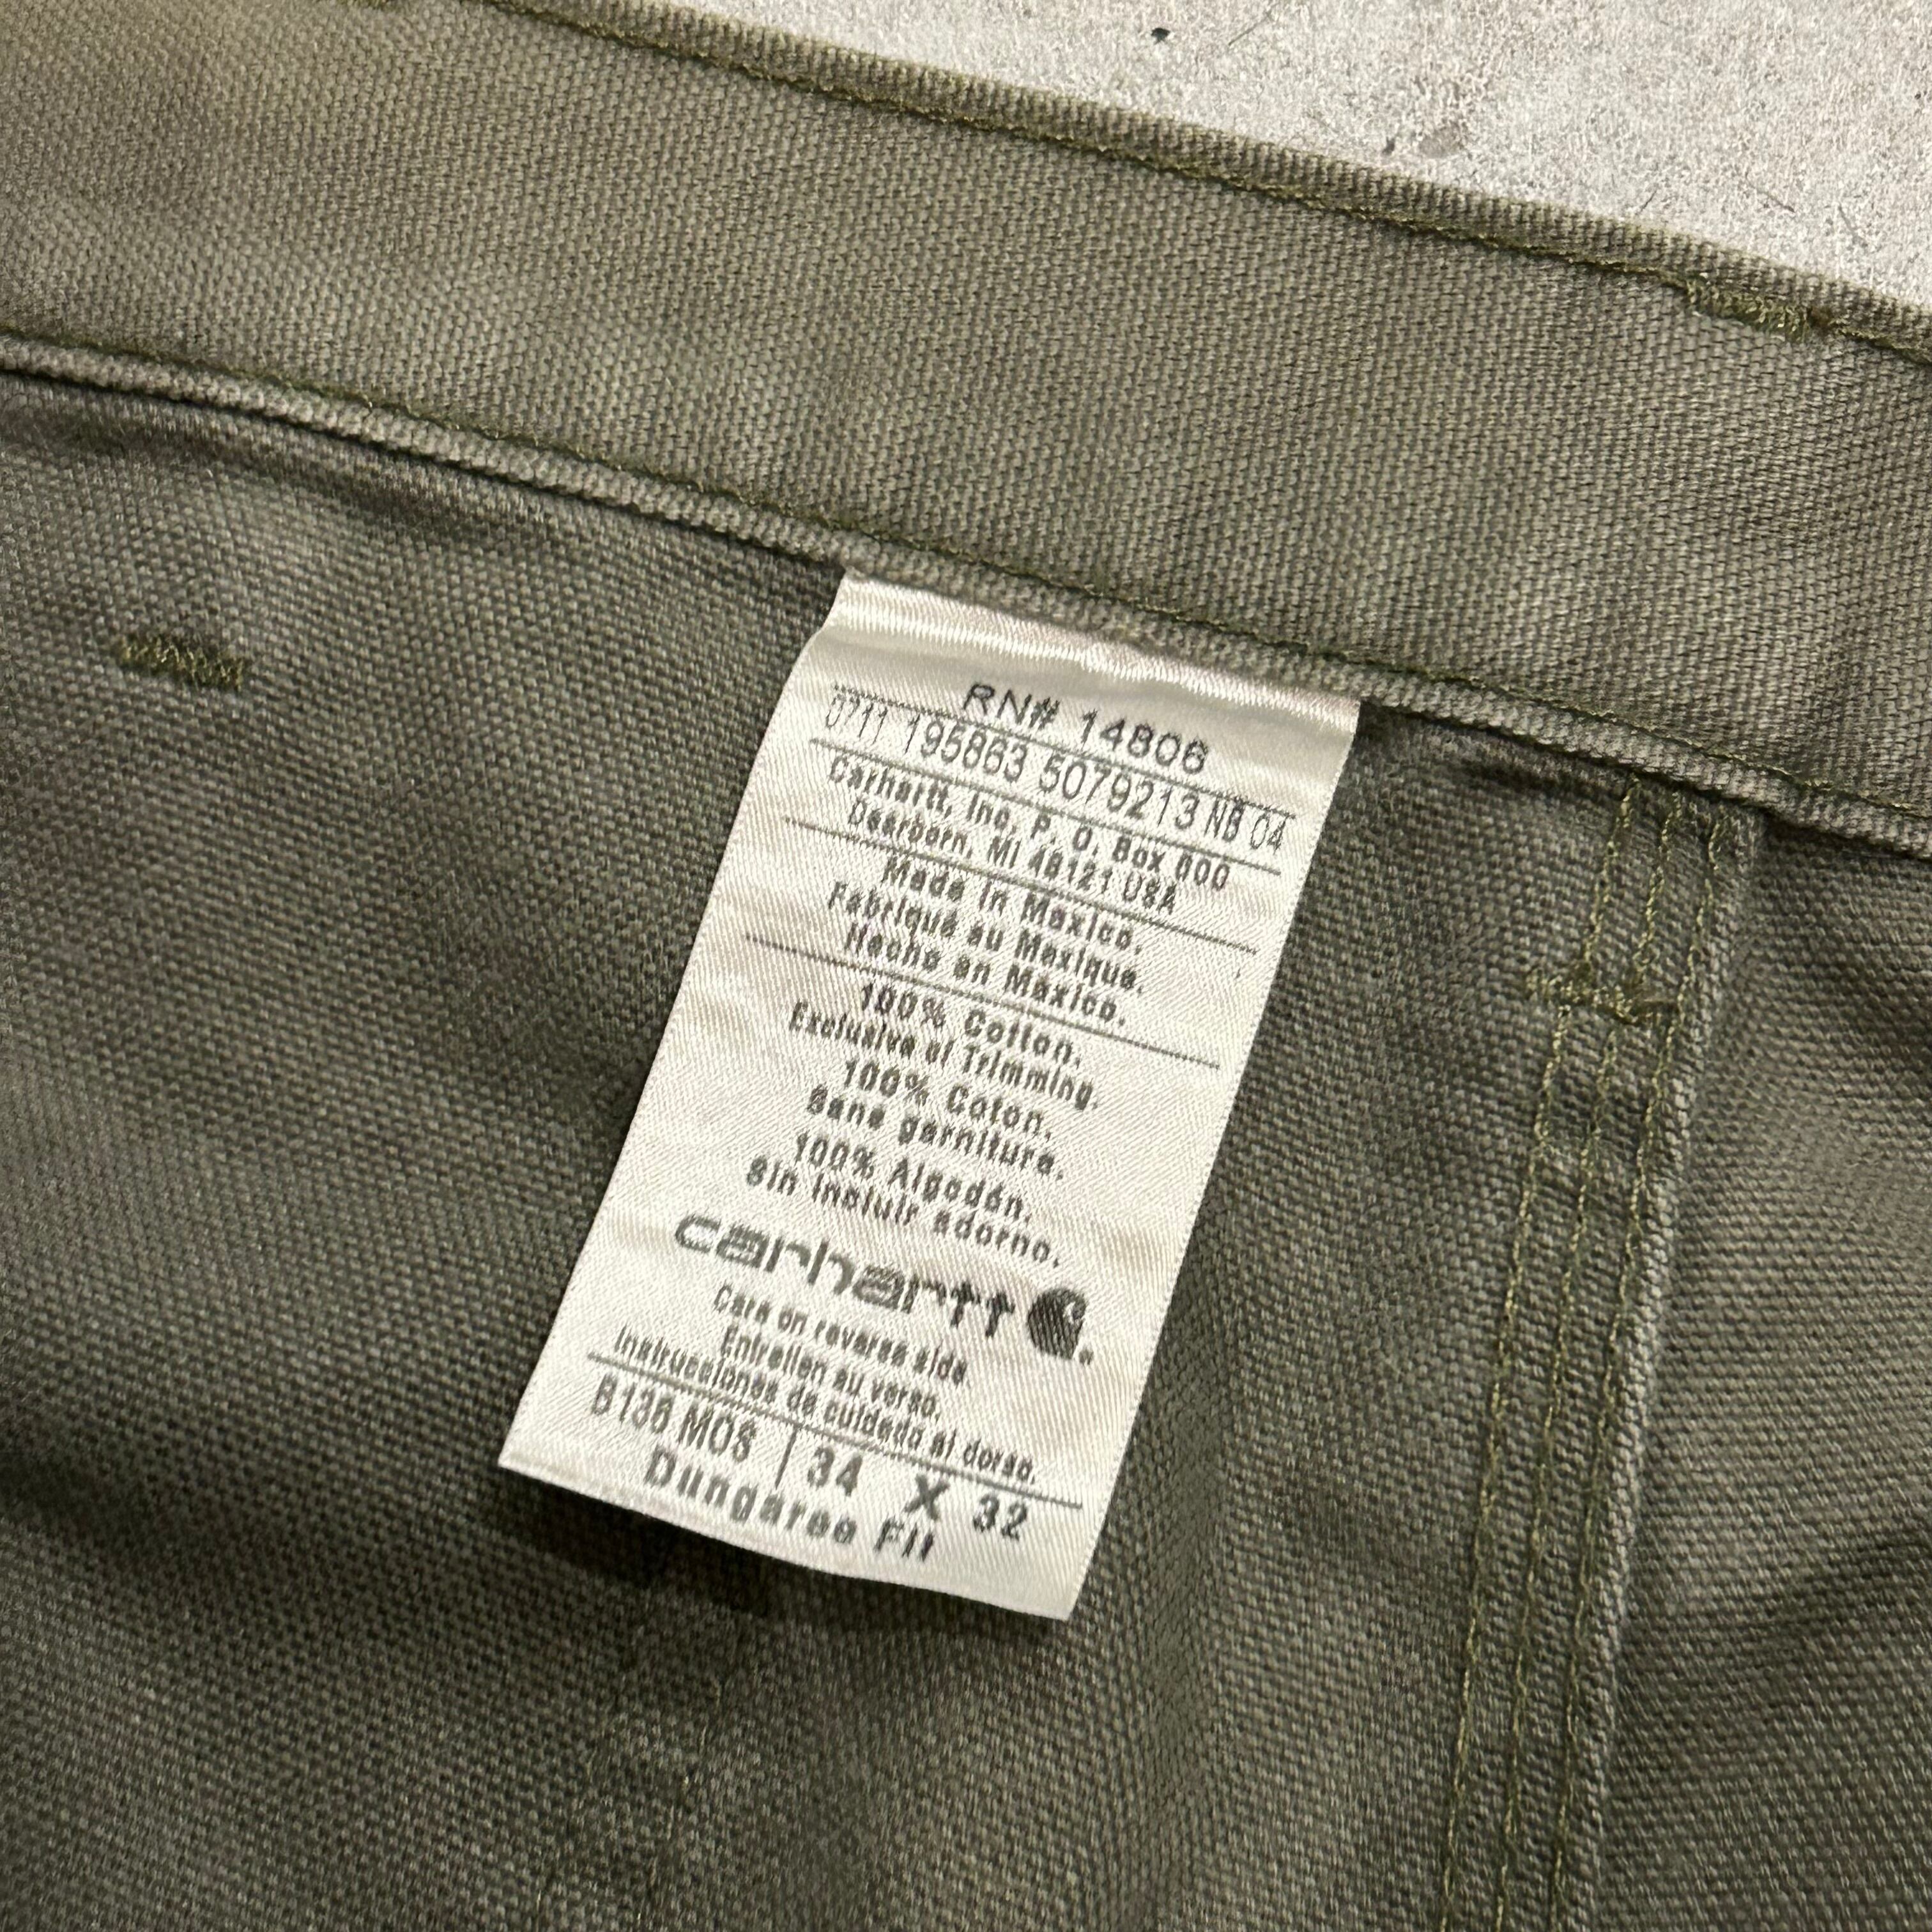 RN# 14806
0711 195863 5079213 NB 04
Carhartt, Inc, P. O. Box 600
Dearborn, MI 48121 USA
Made in Mexico.
Fabriqué au Mexique.
Hecho en México.
100% Cotton.
Exclusive of Trimming.
100% Coton.
Sans garniture.
100% Algodón.
Sin incluir adorno.
carhartt
Care on reverse side.
Entretien au verso.
Instrucciones de cuidado al dorso.
B136 MOS | 34 X 32
Dungaree Fit